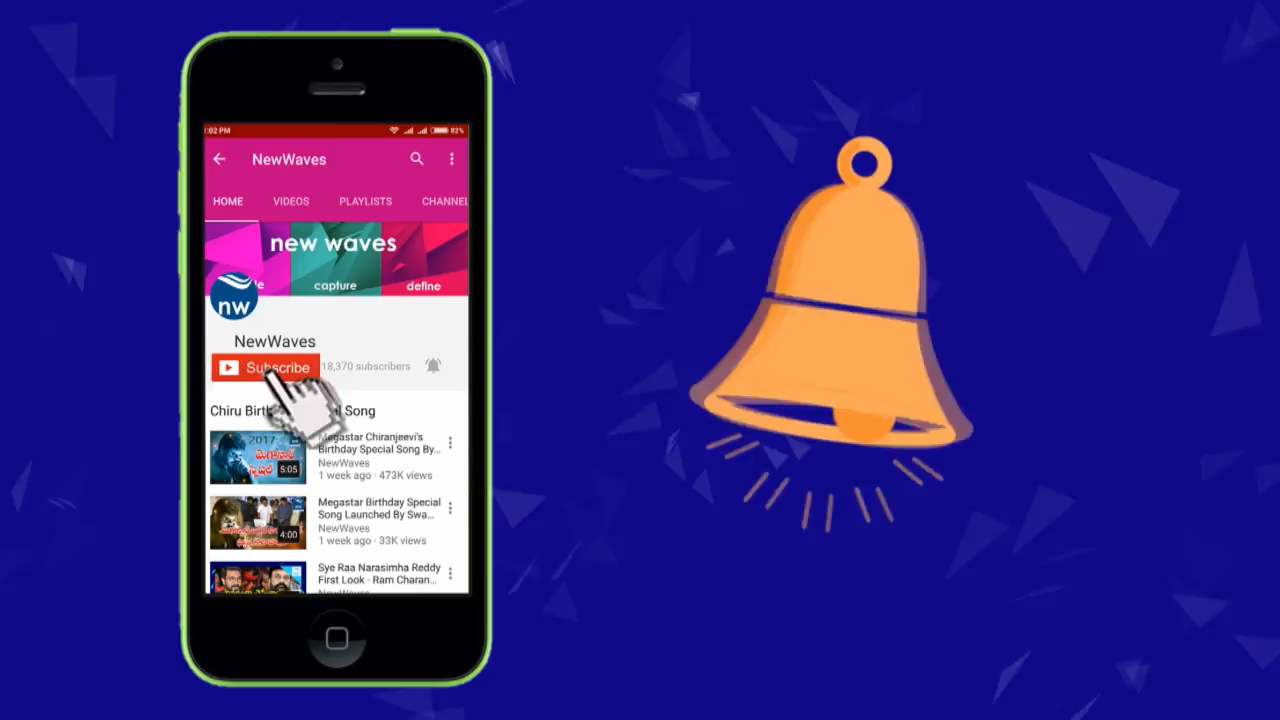 1:02 PM 82%
NewWaves
HOME VIDEOS PLAYLISTS CHANNEL
new waves
capture define
nw
NewWaves
Subscribe 18,370 subscribers
Chiru Birth l Song
2017
మెగాస్టార్
స్పెషల్
5:05
Megastar Chiranjeevi's
Birthday Special Song By...
NewWaves
1 week ago · 473K views
4:00
Megastar Birthday Special
Song Launched By Swa...
NewWaves
1 week ago · 33K views
Sye Raa Narasimha Reddy
First Look - Ram Charan...
NewWaves